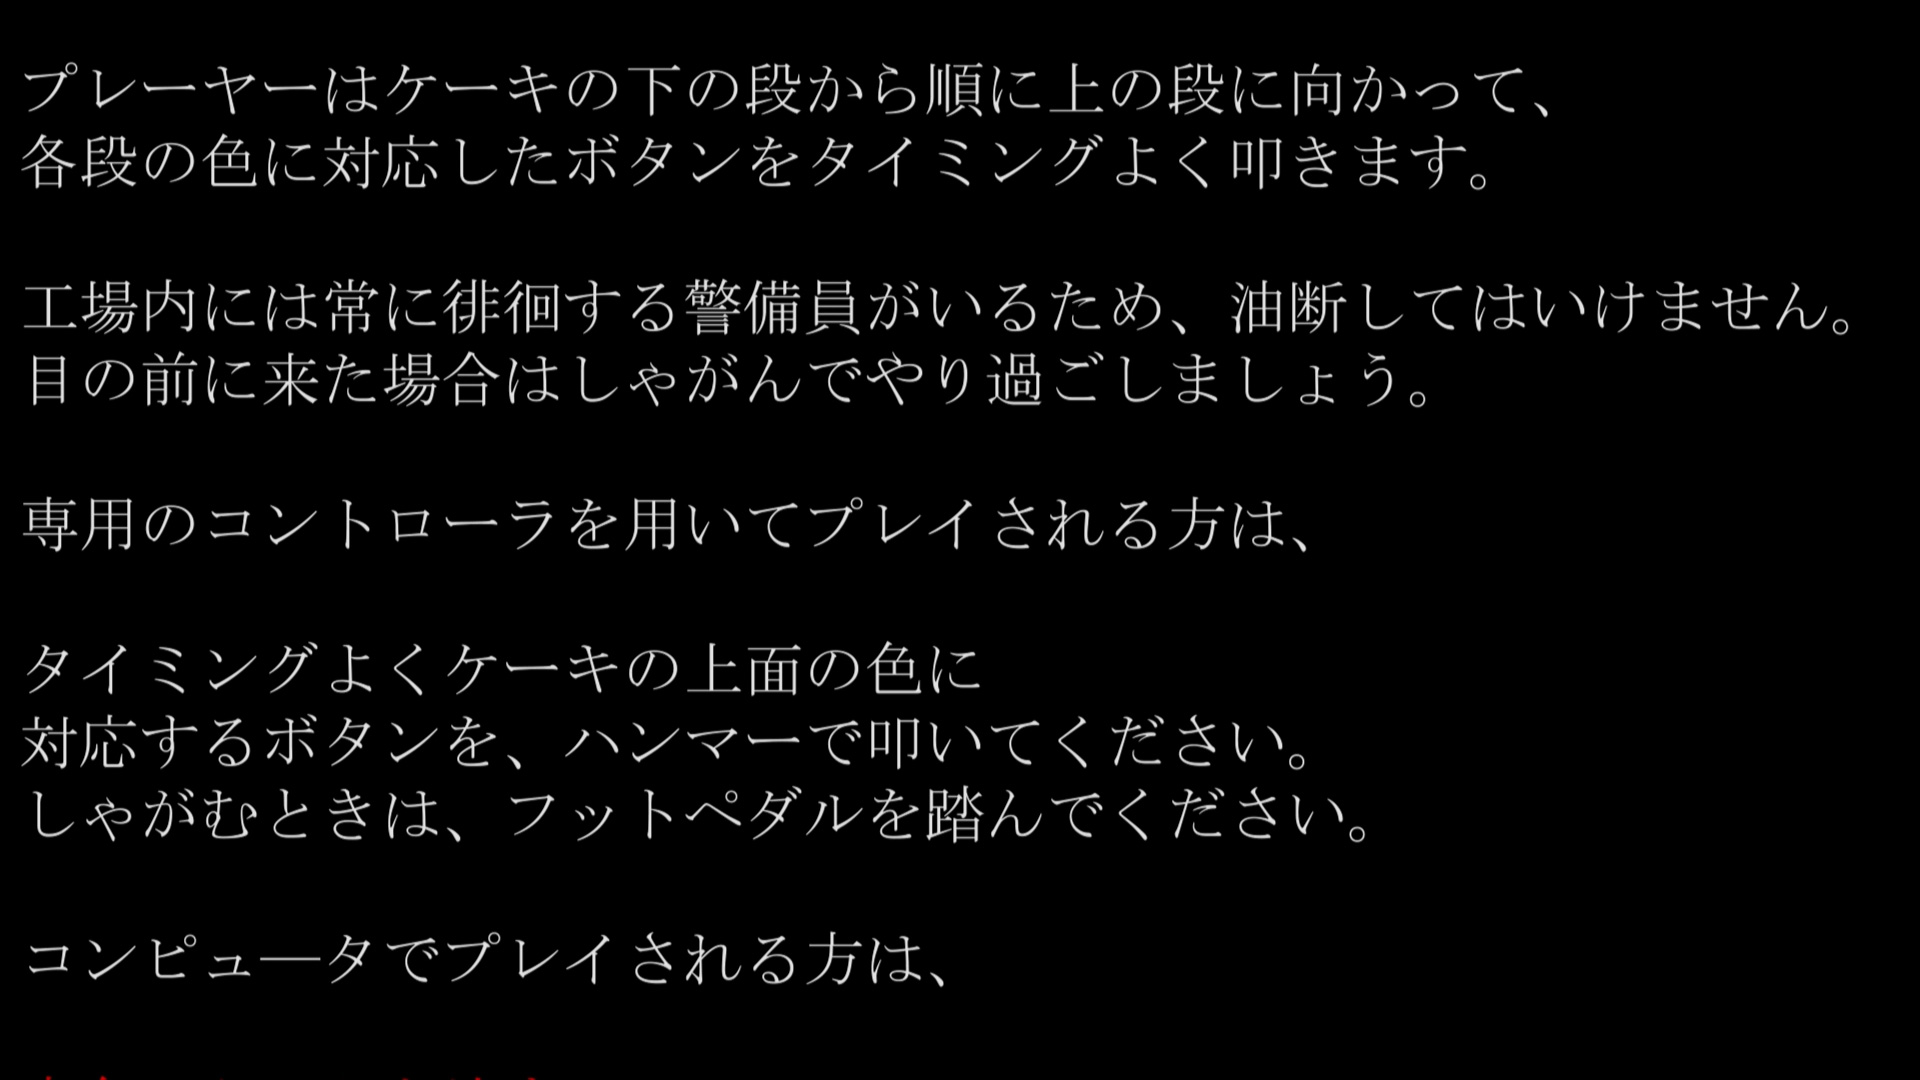 プレーヤーはケーキの下の段から順に上の段に向かって、
各段の色に対応したボタンをタイミングよく叩きます。
工場内には常に徘徊する警備員がいるため、油断してはいけません。
目の前に来た場合はしゃがんでやり過ごしましょう。
専用のコントローラを用いてプレイされる方は、
タイミングよくケーキの上面の色に
対応するボタンを、ハンマーで叩いてください。
しゃがむときは、フットペダルを踏んでください。
コンピュ―タでプレイされる方は、